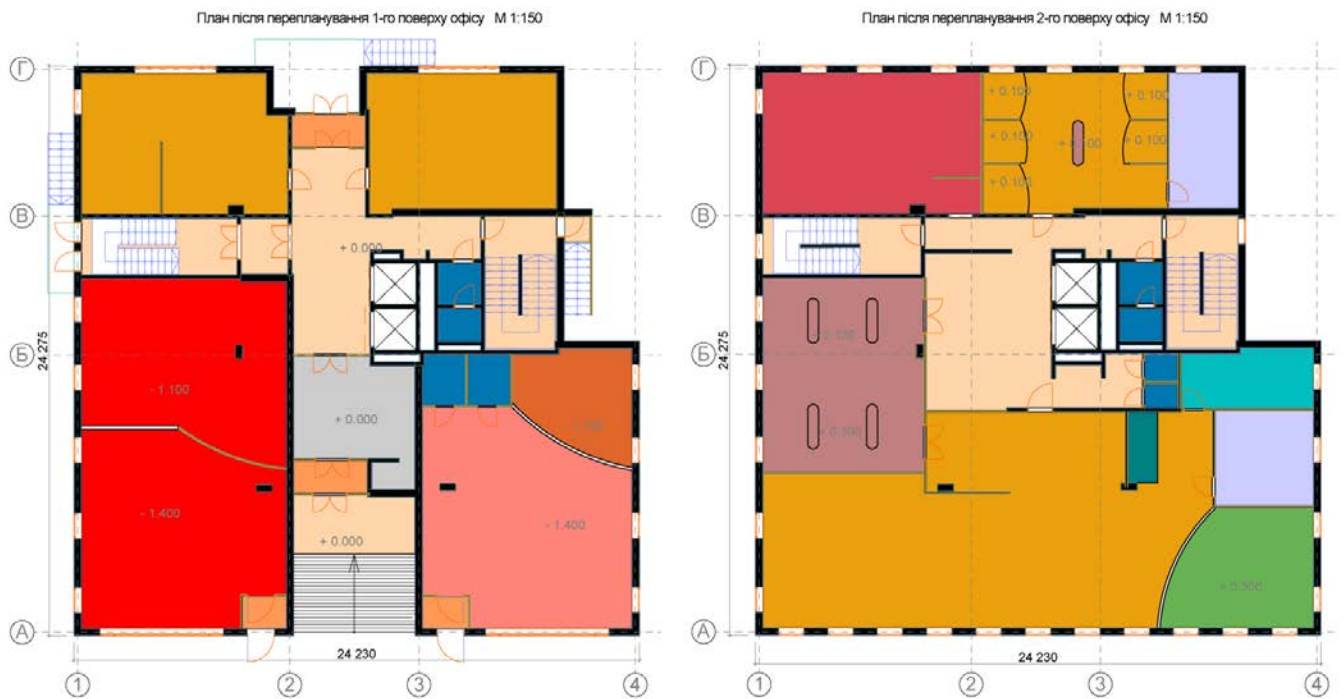 План після перепланування 1-го поверху офісу М 1:150
План після перепланування 2-го поверху офісу М 1:150
Г
В
+ 0.000
24 275
Б
- 1.100
+ 0.000
- 1.400
- 1.400
+ 0.000
А
24 230
1
2
3
4
Г
+ 0.100
+ 0.100
+ 0.100
+ 0.100
+ 0.100
В
24 275
Б
+ 0.100
+ 0.100
+ 0.300
А
24 230
1
2
3
4